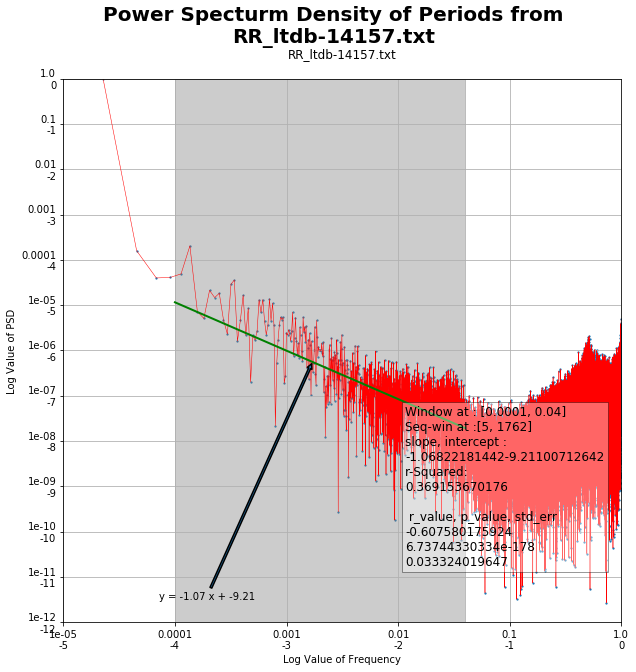 Power Specturm Density of Periods from
RR_ltdb-14157.txt
RR_ltdb-14157.txt
1.0
0
0.1
-1
0.01
-2
0.001
-3
0.0001
-4
1e-05
-5
1e-06
-6
1e-07
-7
1e-08
-8
1e-09
-9
1e-10
-10
1e-11
-11
1e-12
-12
Log Value of PSD
Window at : [0.0001, 0.04]
Seq-win at :[5, 1762]
slope, intercept :
-1.06822181442-9.21100712642
r-Squared:
0.369153670176
r_value, p_value, std_err
-0.607580175924
6.73744330334e-178
0.033324019647
y = -1.07 x + -9.21
1e-05
-5
0.0001
-4
0.001
-3
0.01
-2
0.1
-1
1.0
0
Log Value of Frequency